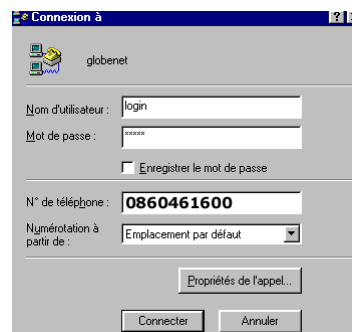 Connexion à
globenet
Nom d'utilisateur : login
Mot de passe : *****
Enregistrer le mot de passe
N° de téléphone : 0860461600
Numérotation à partir de : Emplacement par défaut
Propriétés de l'appel...
Connecter Annuler